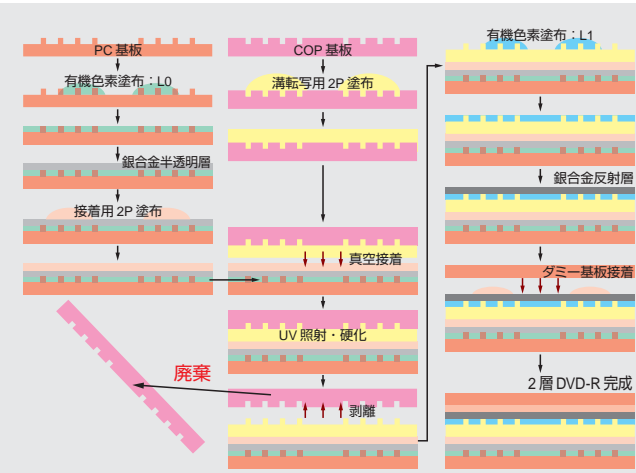 PC 基板
有機色素塗布：L0
銀合金半透明層
接着用 2P 塗布
COP 基板
溝転写用 2P 塗布
真空接着
UV 照射・硬化
廃棄
剥離
有機色素塗布：L1
銀合金反射層
ダミー基板接着
2 層 DVD-R 完成